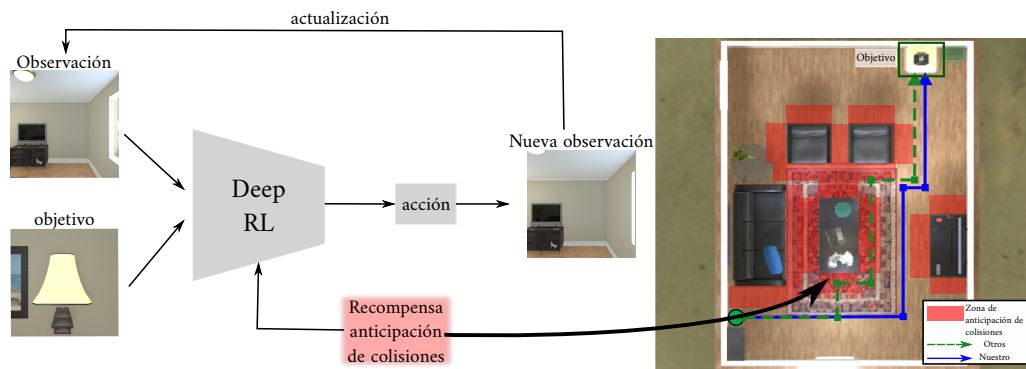 actualización
Observación
Nueva observación
Deep
RL
acción
objetivo
Recompensa
anticipación
de colisiones
Objetivo
Zona de
anticipación de
colisiones
Otros
Nuestro